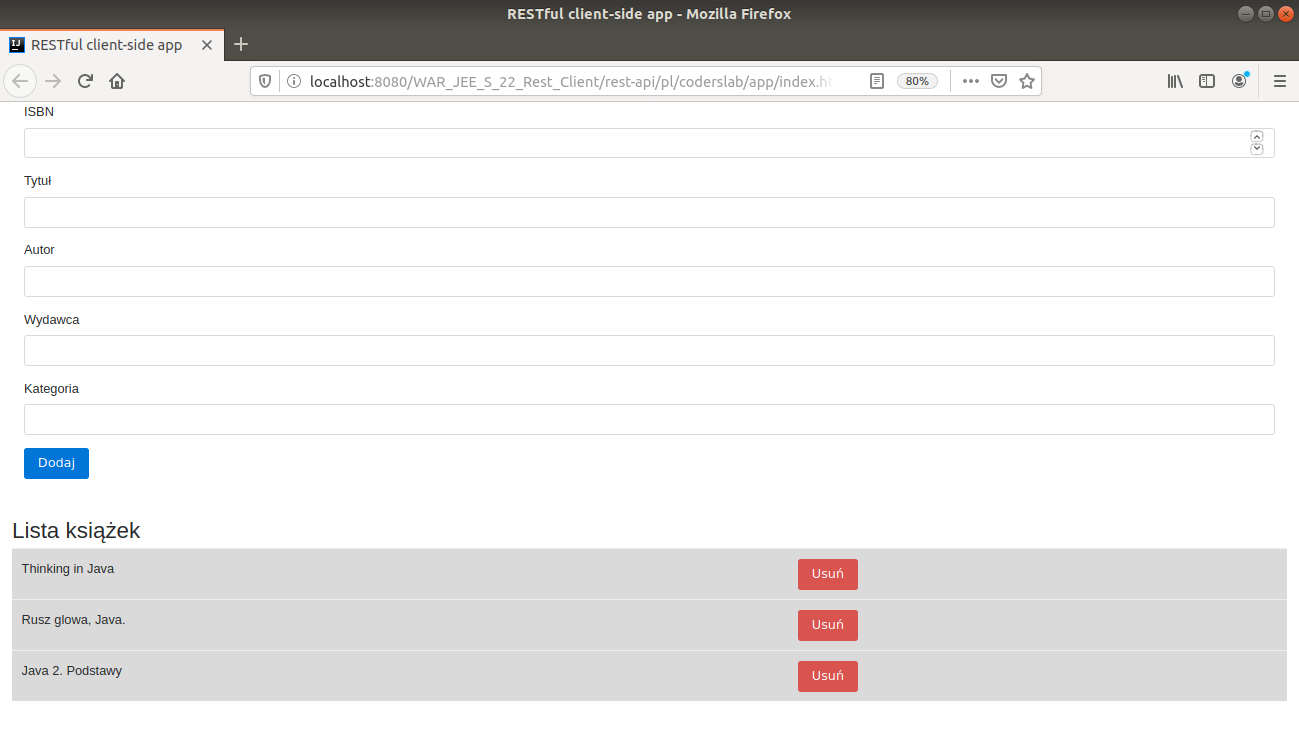 RESTful client-side app - Mozilla Firefox
RESTful client-side app
localhost:8080/WAR_JEE_S_22_Rest_Client/rest-api/pl/coderslab/app/index.ht 80%
ISBN
Tytuł
Autor
Wydawca
Kategoria
Dodaj
Lista książek
Thinking in Java Usuń
Rusz glowa, Java. Usuń
Java 2. Podstawy Usuń